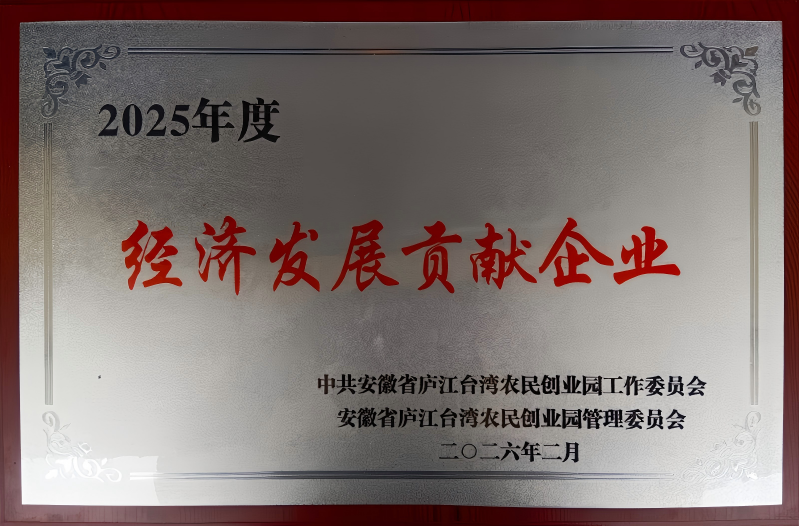 2025年度
经济发展贡献企业
中共安徽省庐江台湾农民创业园工作委员会
安徽省庐江台湾农民创业园管理委员会
二〇二六年二月